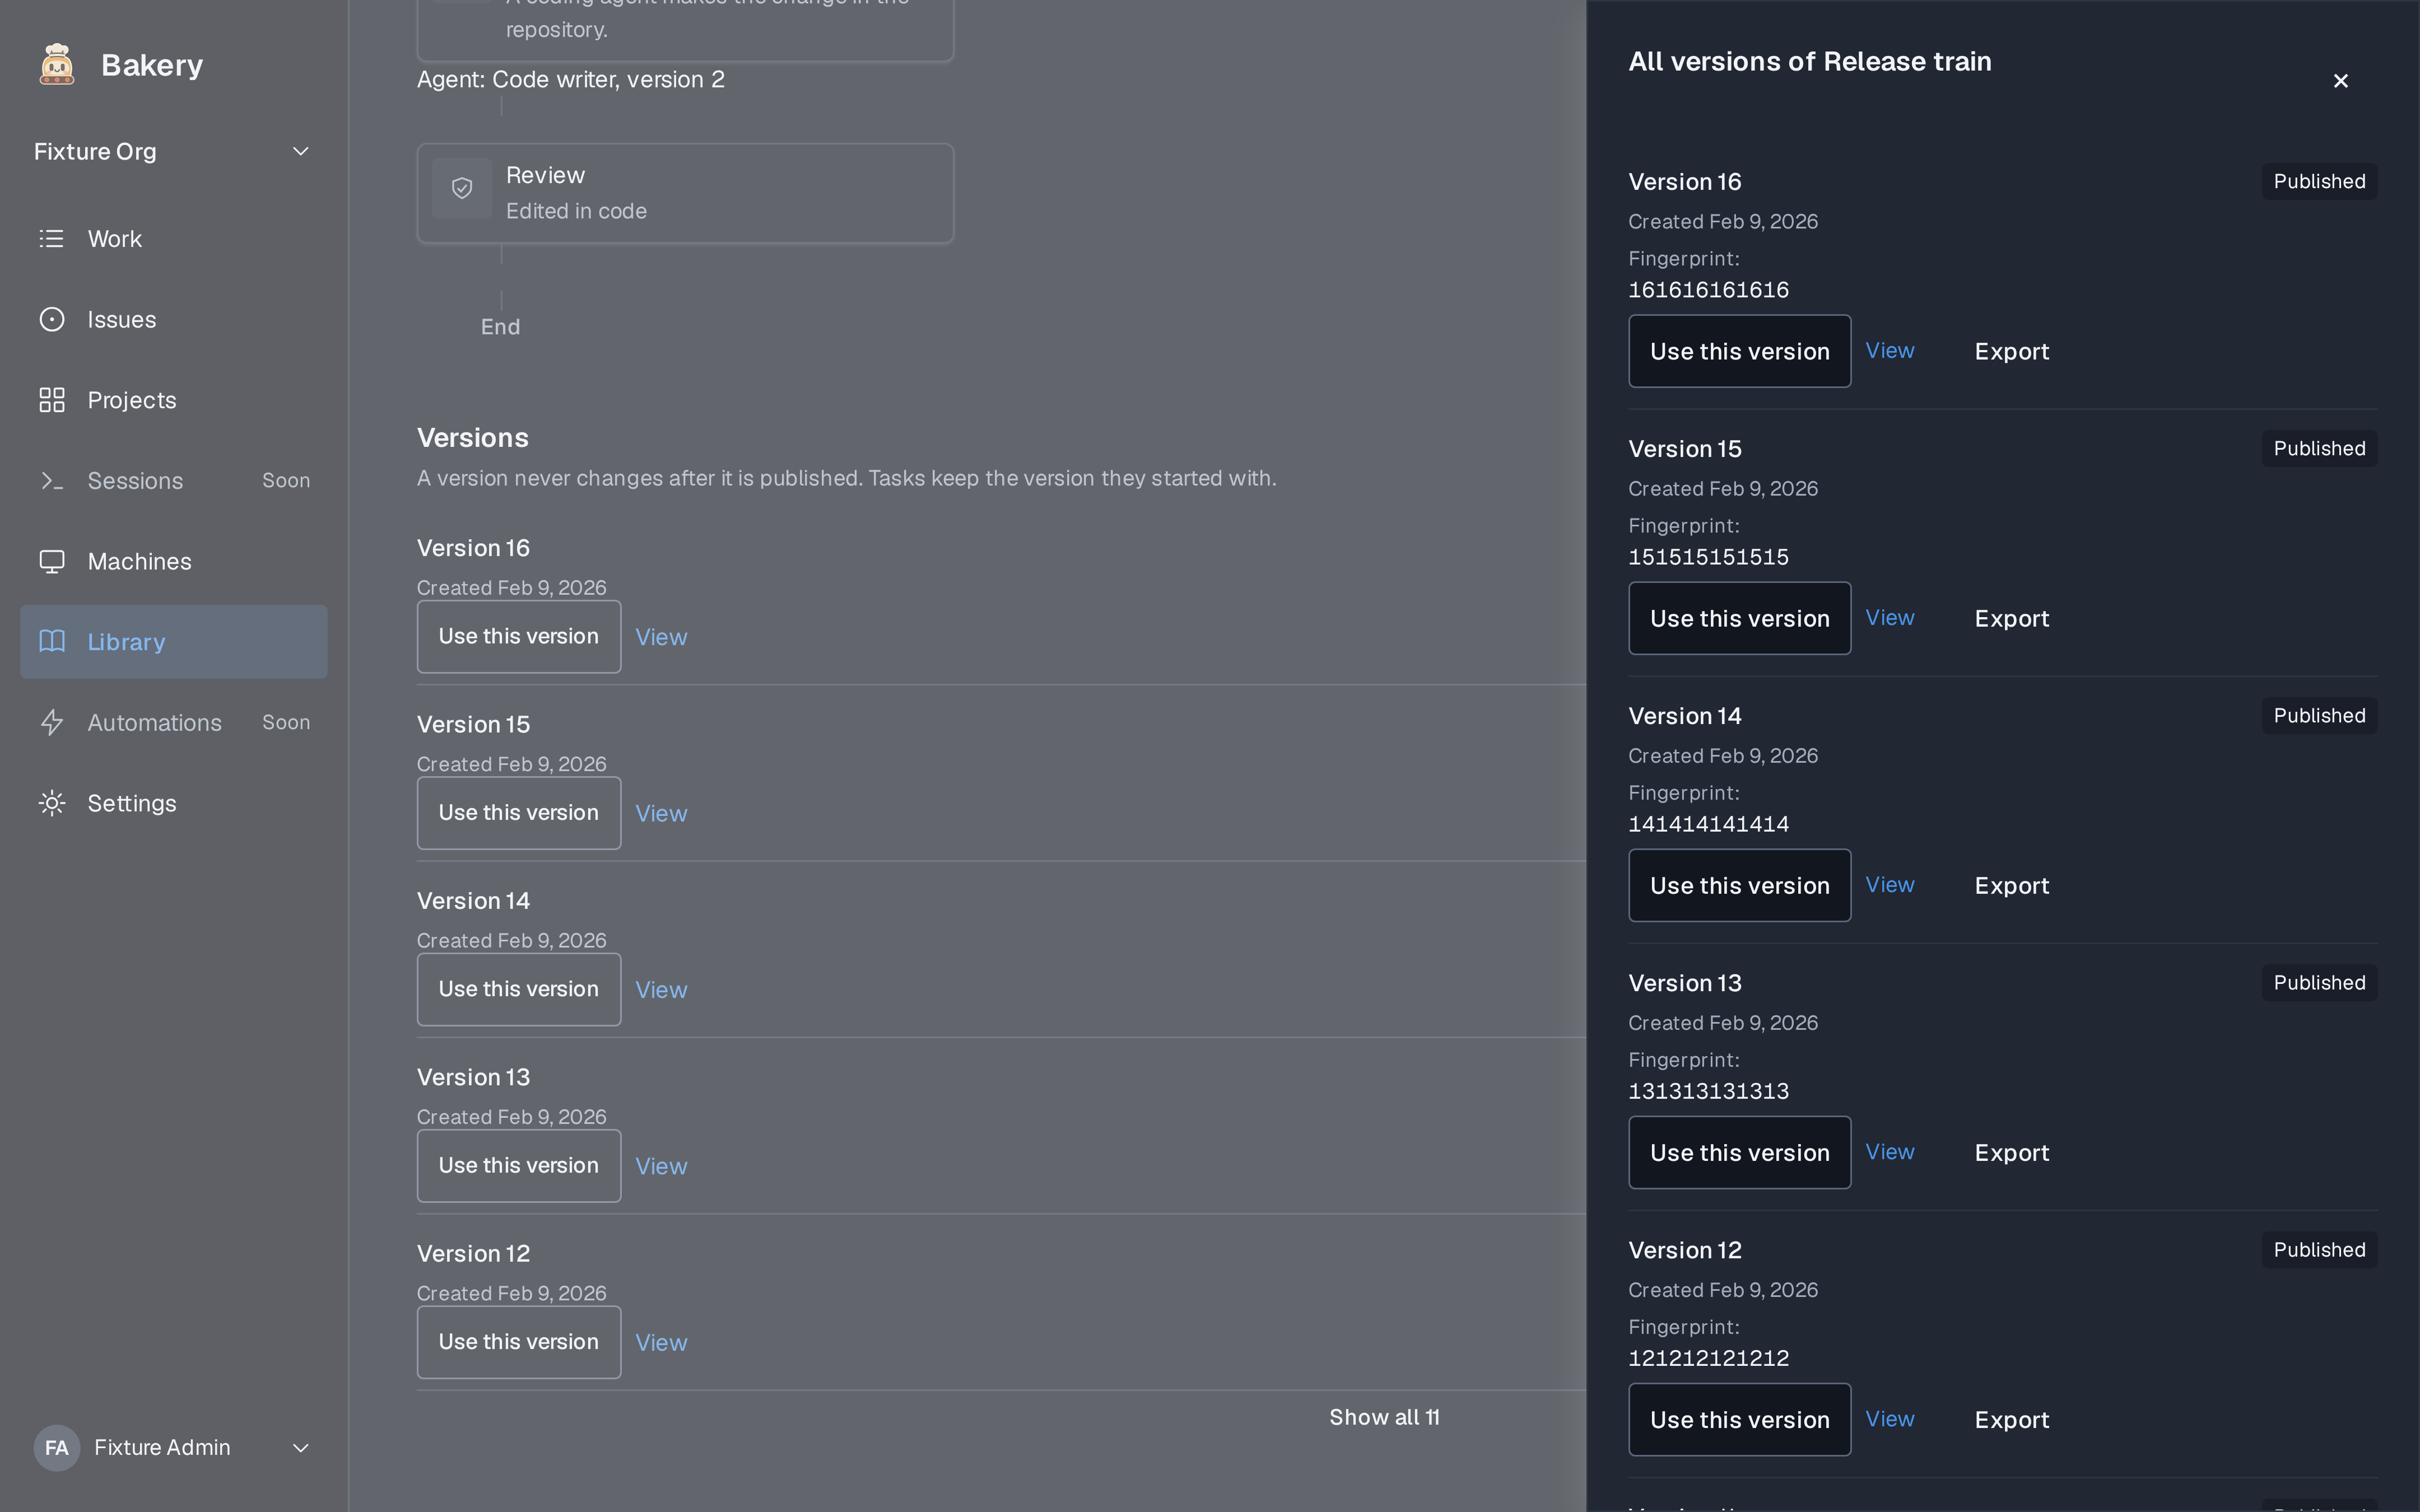 Bakery
Fixture Org
Work
Issues
Projects
Sessions Soon
Machines
Library
Automations Soon
Settings
FA Fixture Admin
repository.
Agent: Code writer, version 2
Review
Edited in code
End
Versions
A version never changes after it is published. Tasks keep the version they started with.
Version 16
Created Feb 9, 2026
Use this version View
Version 15
Created Feb 9, 2026
Use this version View
Version 14
Created Feb 9, 2026
Use this version View
Version 13
Created Feb 9, 2026
Use this version View
Version 12
Created Feb 9, 2026
Use this version View
Show all 11
All versions of Release train
Version 16 Published
Created Feb 9, 2026
Fingerprint:
161616161616
Use this version View Export
Version 15 Published
Created Feb 9, 2026
Fingerprint:
151515151515
Use this version View Export
Version 14 Published
Created Feb 9, 2026
Fingerprint:
141414141414
Use this version View Export
Version 13 Published
Created Feb 9, 2026
Fingerprint:
131313131313
Use this version View Export
Version 12 Published
Created Feb 9, 2026
Fingerprint:
121212121212
Use this version View Export